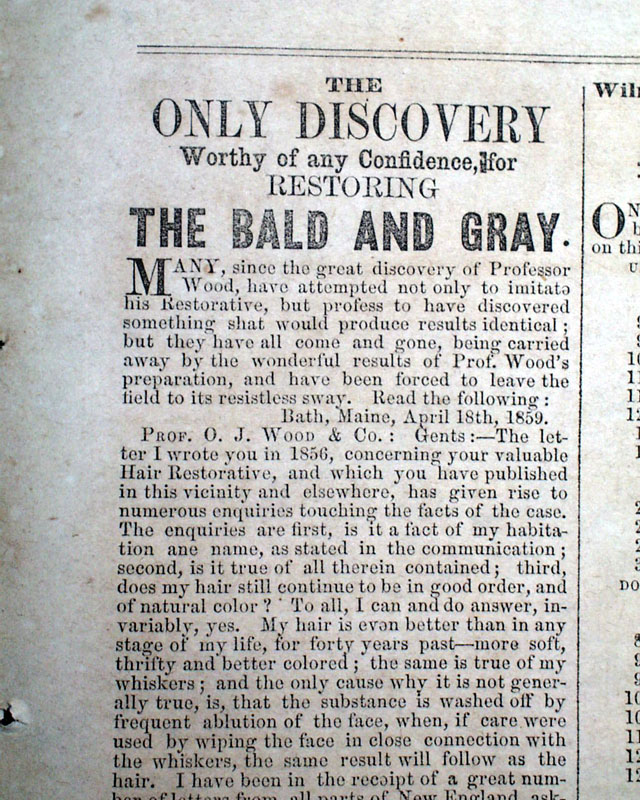 THE
ONLY DISCOVERY
Worthy of any Confidence, for
RESTORING
THE BALD AND GRAY.
MANY, since the great discovery of Professor
Wood, have attempted not only to imitate
his Restorative, but profess to have discovered
something shat would produce results identical;
but they have all come and gone, being carried
away by the wonderful results of Prof. Wood's
preparation, and have been forced to leave the
field to its resistless sway. Read the following:
Bath, Maine, April 18th, 1859.
PROF. O. J. WOOD & CO.: Gents:—The let-
ter I wrote you in 1856, concerning your valuable
Hair Restorative, and which you have published
in this vicinity and elsewhere, has given rise to
numerous enquiries touching the facts of the case.
The enquiries are first, is it a fact of my habita-
tion ane name, as stated in the communication;
second, is it true of all therein contained; third,
does my hair still continue to be in good order, and
of natural color? To all, I can and do answer, in-
variably, yes. My hair is even better than in any
stage of my life, for forty years past—more soft,
thrifty and better colored; the same is true of my
whiskers; and the only cause why it is not gener-
ally true, is, that the substance is washed off by
frequent ablution of the face, when, if care were
used by wiping the face in close connection with
the whiskers, the same result will follow as the
hair. I have been in the receipt of a great num-
ber of letters from all parts of New England, ask-
on thi